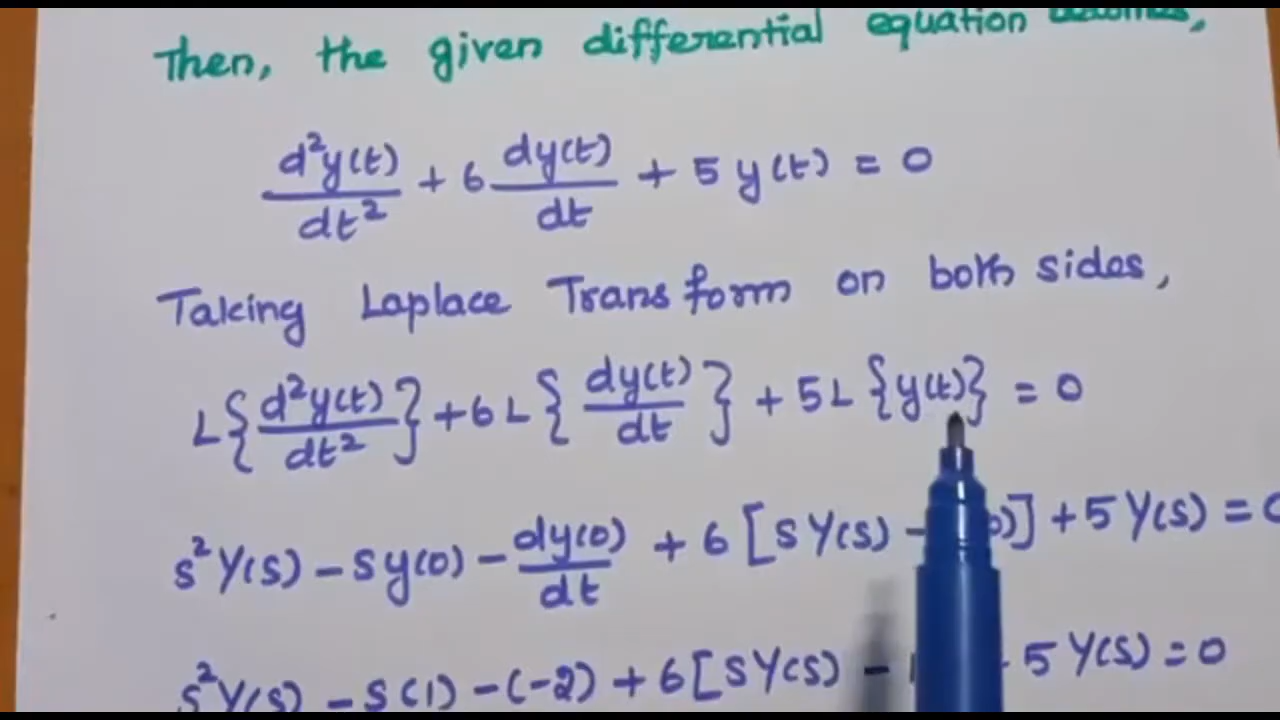 Then, the given differential equation
d²y(t)/dt² + 6 dy(t)/dt + 5 y(t) = 0
Taking Laplace Transform on both sides,
L{d²y(t)/dt²} + 6 L{dy(t)/dt} + 5 L{y(t)} = 0
s²Y(s) - sy(0) - dy(0)/dt + 6 [sY(s) - 0)] + 5 Y(s) = 0
s²Y(s) - s(1) - (-2) + 6 [sY(s) - 5 Y(s) = 0